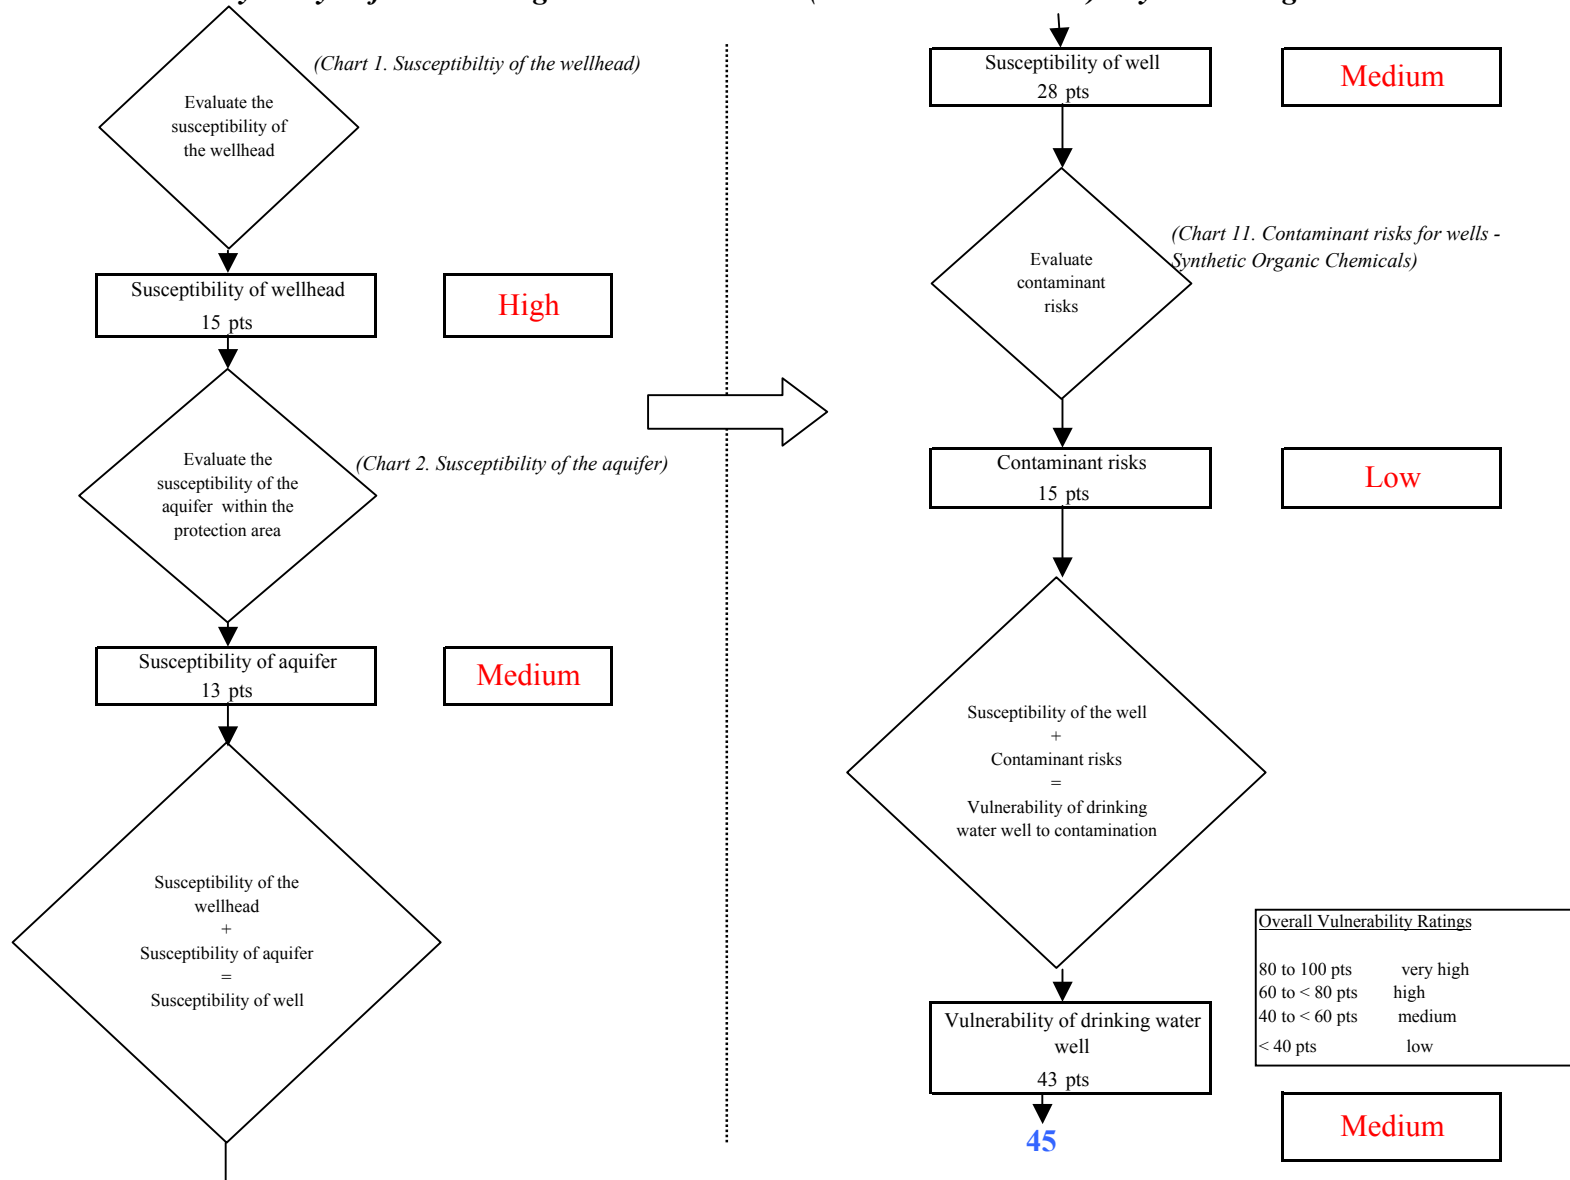 (Chart 1. Susceptibiltiy of the wellhead)
Evaluate the
susceptibility of
the wellhead
Susceptibility of wellhead
15 pts
High
Evaluate the
susceptibility of the
aquifer within the
protection area
(Chart 2. Susceptibility of the aquifer)
Susceptibility of aquifer
13 pts
Medium
Susceptibility of the
wellhead
+
Susceptibility of aquifer
=
Susceptibility of well
Susceptibility of well
28 pts
Medium
Evaluate
contaminant
risks
(Chart 11. Contaminant risks for wells -
Synthetic Organic Chemicals)
Contaminant risks
15 pts
Low
Susceptibility of the well
+
Contaminant risks
=
Vulnerability of drinking
water well to contamination
Vulnerability of drinking water
well
43 pts
45
Overall Vulnerability Ratings
80 to 100 pts very high
60 to < 80 pts high
40 to < 60 pts medium
< 40 pts low
Medium